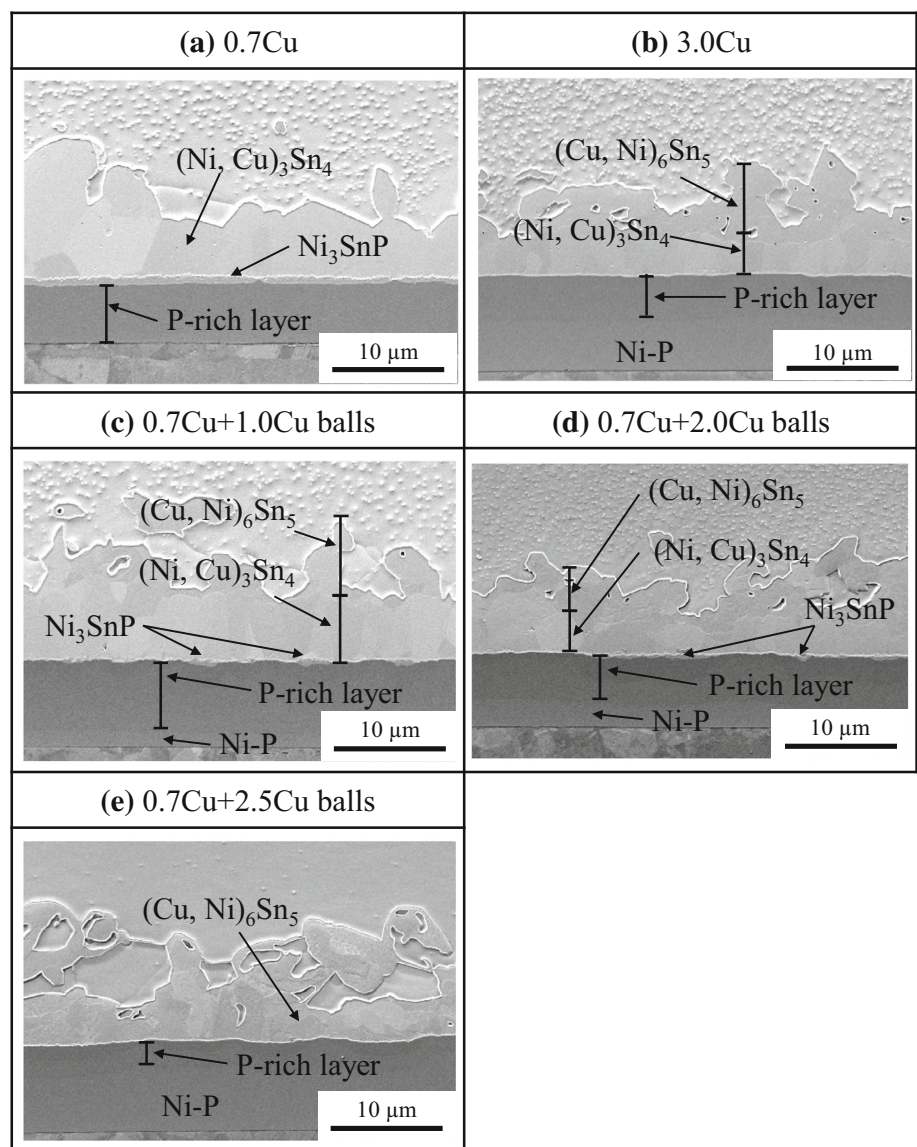 (a) 0.7Cu
(Ni, Cu)₃Sn₄
Ni₃SnP
P-rich layer
10 µm
(b) 3.0Cu
(Cu, Ni)₆Sn₅
(Ni, Cu)₃Sn₄
P-rich layer
Ni-P
10 µm
(c) 0.7Cu+1.0Cu balls
(Cu, Ni)₆Sn₅
(Ni, Cu)₃Sn₄
Ni₃SnP
P-rich layer
Ni-P
10 µm
(d) 0.7Cu+2.0Cu balls
(Cu, Ni)₆Sn₅
(Ni, Cu)₃Sn₄
Ni₃SnP
P-rich layer
Ni-P
10 µm
(e) 0.7Cu+2.5Cu balls
(Cu, Ni)₆Sn₅
P-rich layer
Ni-P
10 µm